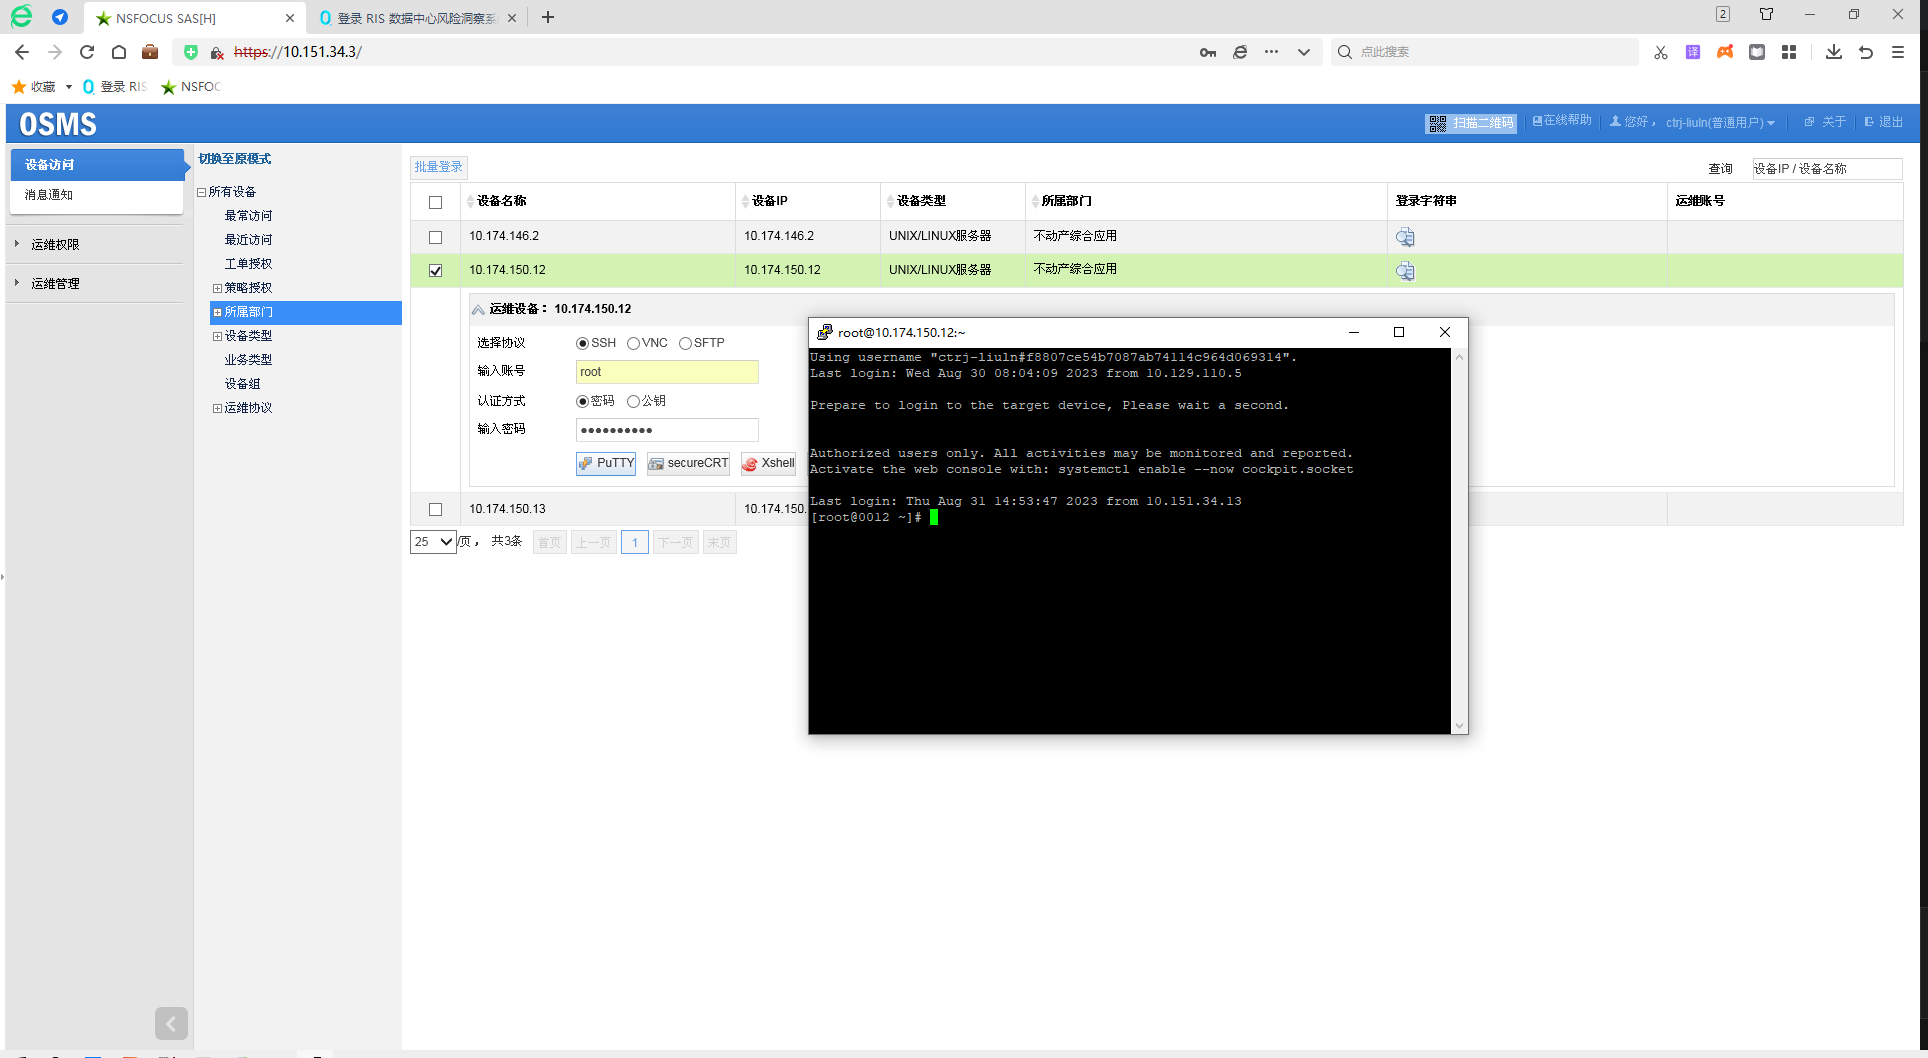 NSFOCUS SAS[H]
登录 RIS 数据中心风险洞察系
2
https://10.151.34.3/
点此搜索
译
收藏
登录 RIS
NSFOC
OSMS
扫描二维码
在线帮助
您好， ctrj-liuln(普通用户)
关于
退出
设备访问
消息通知
运维权限
运维管理
切换至原模式
所有设备
最常访问
最近访问
工单授权
策略授权
所属部门
设备类型
业务类型
设备组
运维协议
批量登录
查询 设备IP / 设备名称
设备名称 设备IP 设备类型 所属部门 登录字符串 运维账号
10.174.146.2 10.174.146.2 UNIX/LINUX服务器 不动产综合应用
10.174.150.12 10.174.150.12 UNIX/LINUX服务器 不动产综合应用
运维设备： 10.174.150.12
选择协议 SSH VNC SFTP
输入账号 root
认证方式 密码 公钥
输入密码 ●●●●●●●●●●
PuTTY secureCRT Xshell
10.174.150.13 10.174.150.
25 /页， 共3条 首页 上一页 1 下一页 末页
root@10.174.150.12:~
Using username "ctrj-liuln#f8807ce54b7087ab74114c964d069314".
Last login: Wed Aug 30 08:04:09 2023 from 10.129.110.5
Prepare to login to the target device, Please wait a second.
Authorized users only. All activities may be monitored and reported.
Activate the web console with: systemctl enable --now cockpit.socket
Last login: Thu Aug 31 14:53:47 2023 from 10.151.34.13
[root@0012 ~]#